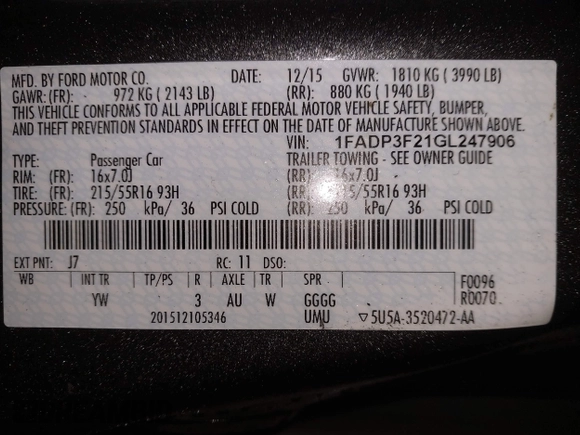 MFD. BY FORD MOTOR CO. DATE: 12/15 GVWR: 1810 KG ( 3990 LB)
GAWR: (FR) 972 KG ( 2143 LB) (RR) 880 KG ( 1940 LB)
THIS VEHICLE CONFORMS TO ALL APPLICABLE FEDERAL MOTOR VEHICLE SAFETY, BUMPER,
AND THEFT PREVENTION STANDARDS IN EFFECT ON THE DATE OF MANUFACTURE SHOWN ABOVE.
VIN: 1FADP3F21GL247906
TYPE: Passenger Car TRAILER TOWING - SEE OWNER GUIDE
RIM: (FR) 16x7.0J (RR) 16x7.0J
TIRE: (FR) 215/55R16 93H (RR) 215/55R16 93H
PRESSURE: (FR) 250 kPa/ 36 PSI COLD (RR) 250 kPa/ 36 PSI COLD
EXT PNT: J7 RC: 11 DSO:
WB INT TR TP/PS R AXLE TR SPR F0096
YW 3 AU W GGGG R0070
201512105346 UMU ▽5U5A-3520472-AA